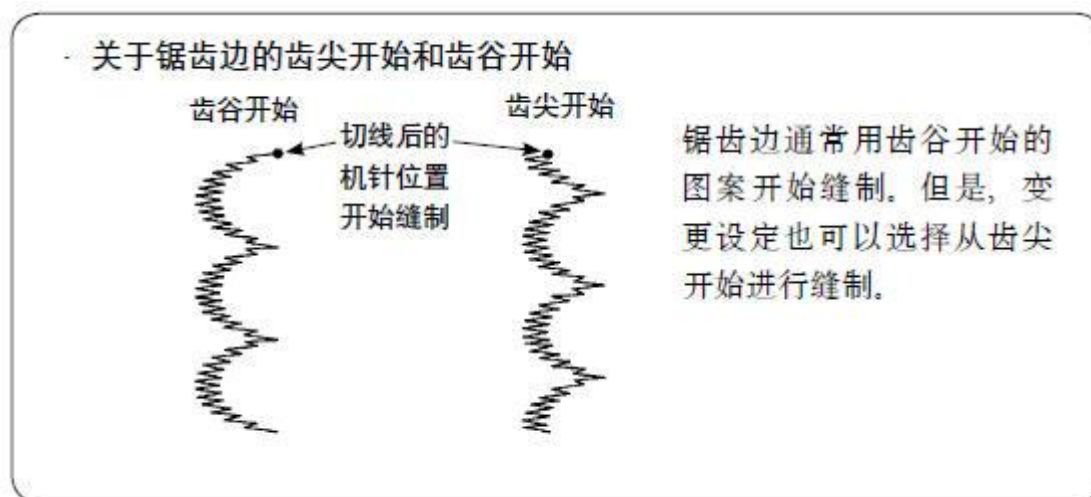 · 关于锯齿边的齿尖开始和齿谷开始
齿谷开始
齿尖开始
切线后的
机针位置
开始缝制
锯齿边通常用齿谷开始的
图案开始缝制。但是，变
更设定也可以选择从齿尖
开始进行缝制。